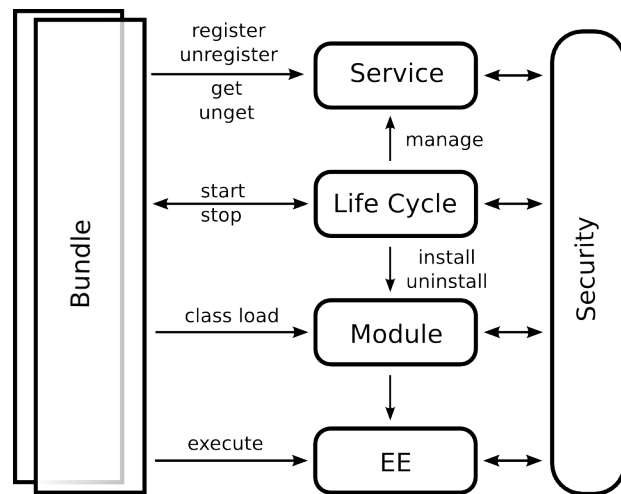 register
unregister
get
unget
Service
manage
start
stop
Life Cycle
install
uninstall
Bundle
Security
class load
Module
execute
EE